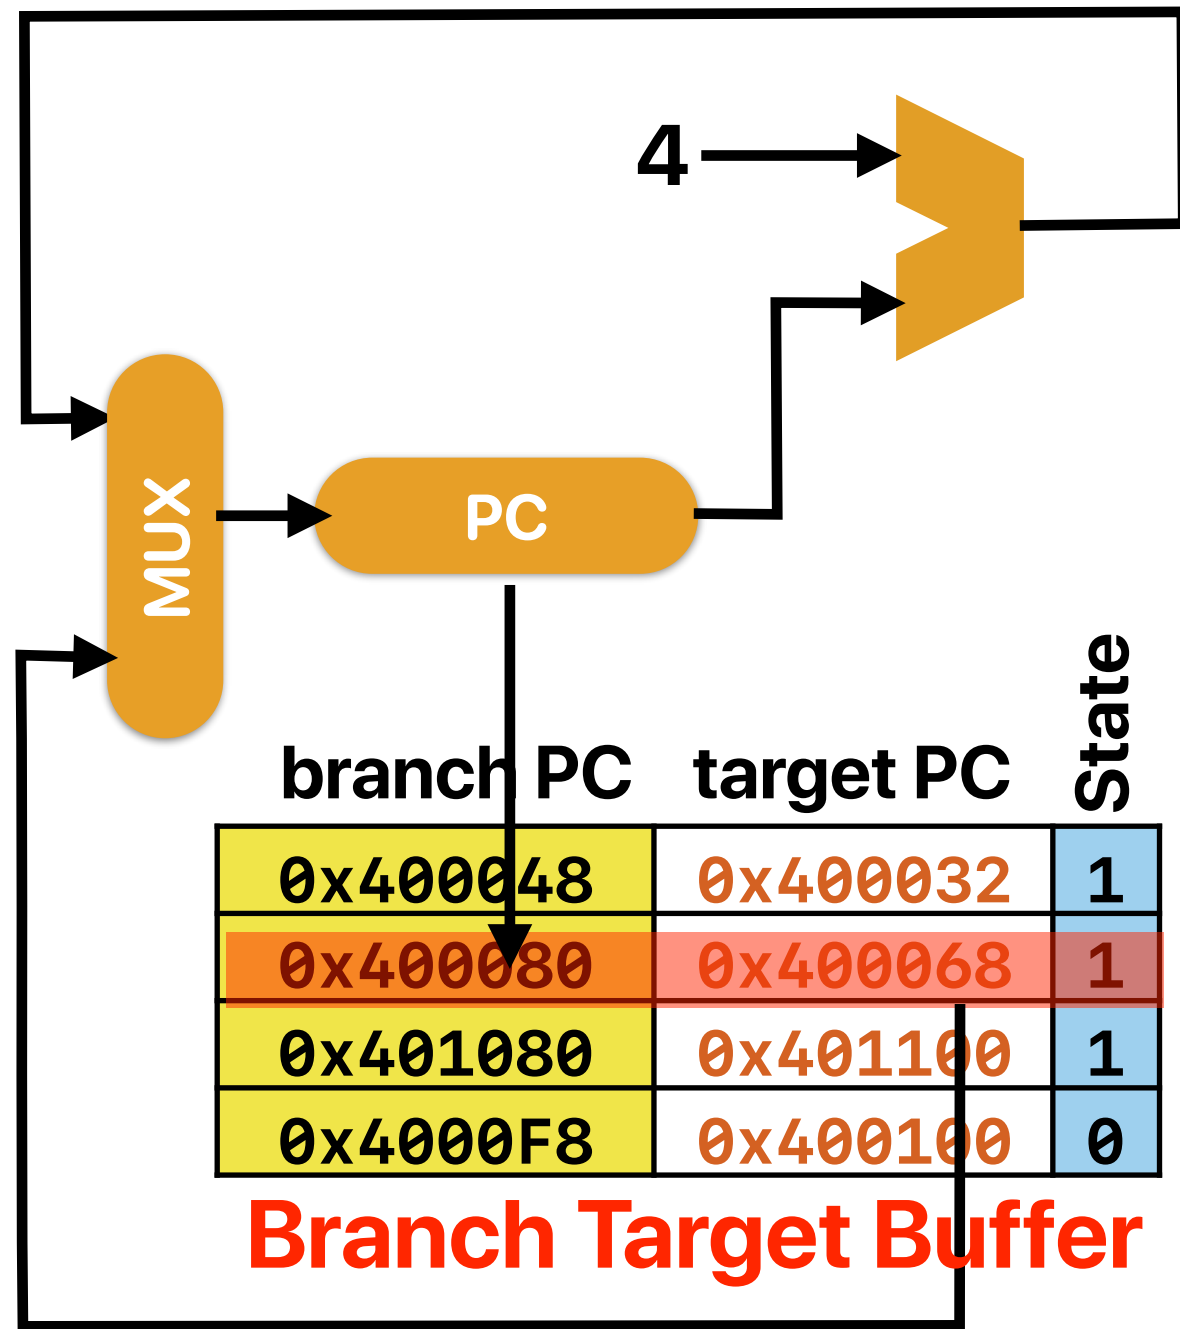 4
MUX
PC
branch PC target PC State
0x400048 0x400032 1
0x400080 0x400068 1
0x401080 0x401100 1
0x4000F8 0x400100 0
Branch Target Buffer